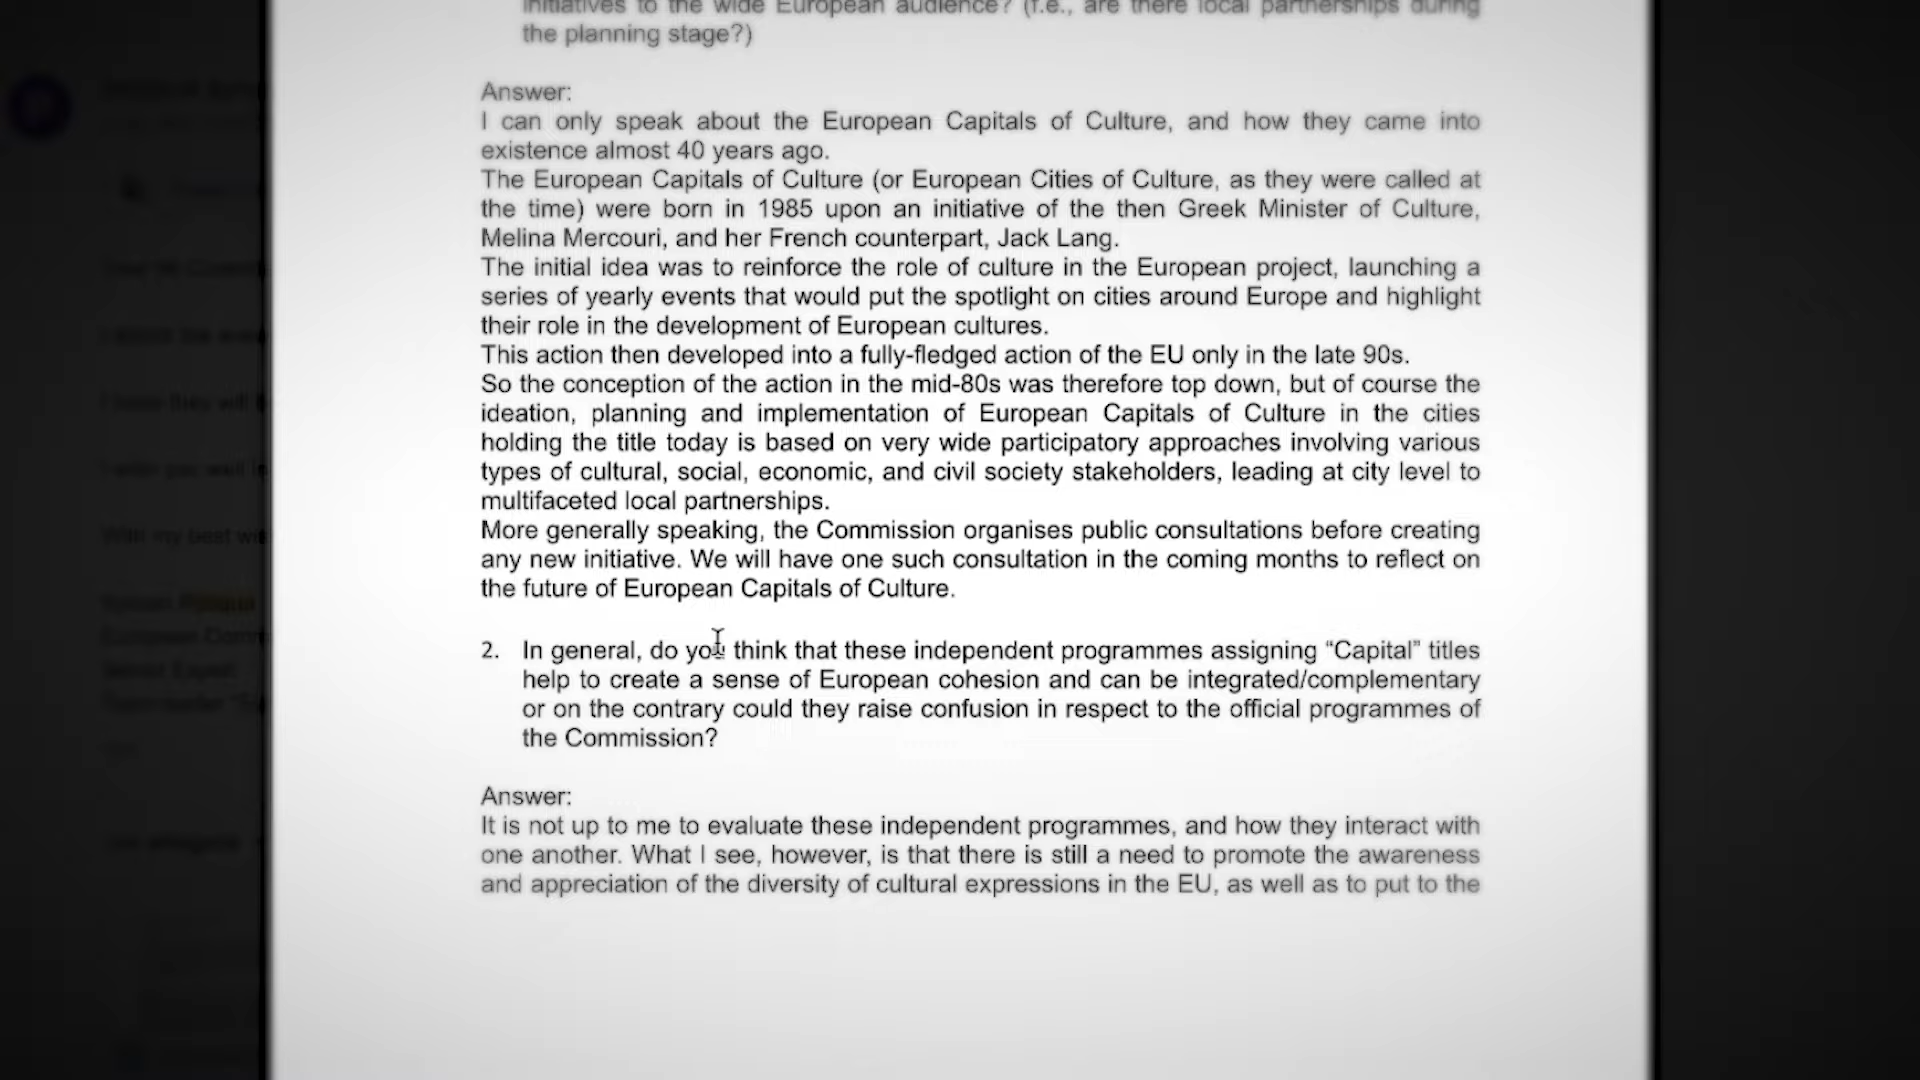 initiatives to the wide European audience? (f.e., are there local partnerships during
the planning stage?)
Answer:
I can only speak about the European Capitals of Culture, and how they came into
existence almost 40 years ago.
The European Capitals of Culture (or European Cities of Culture, as they were called at
the time) were born in 1985 upon an initiative of the then Greek Minister of Culture,
Melina Mercouri, and her French counterpart, Jack Lang.
The initial idea was to reinforce the role of culture in the European project, launching a
series of yearly events that would put the spotlight on cities around Europe and highlight
their role in the development of European cultures.
This action then developed into a fully-fledged action of the EU only in the late 90s.
So the conception of the action in the mid-80s was therefore top down, but of course the
ideation, planning and implementation of European Capitals of Culture in the cities
holding the title today is based on very wide participatory approaches involving various
types of cultural, social, economic, and civil society stakeholders, leading at city level to
multifaceted local partnerships.
More generally speaking, the Commission organises public consultations before creating
any new initiative. We will have one such consultation in the coming months to reflect on
the future of European Capitals of Culture.
2. In general, do you think that these independent programmes assigning “Capital” titles
help to create a sense of European cohesion and can be integrated/complementary
or on the contrary could they raise confusion in respect to the official programmes of
the Commission?
Answer:
It is not up to me to evaluate these independent programmes, and how they interact with
one another. What I see, however, is that there is still a need to promote the awareness
and appreciation of the diversity of cultural expressions in the EU, as well as to put to the